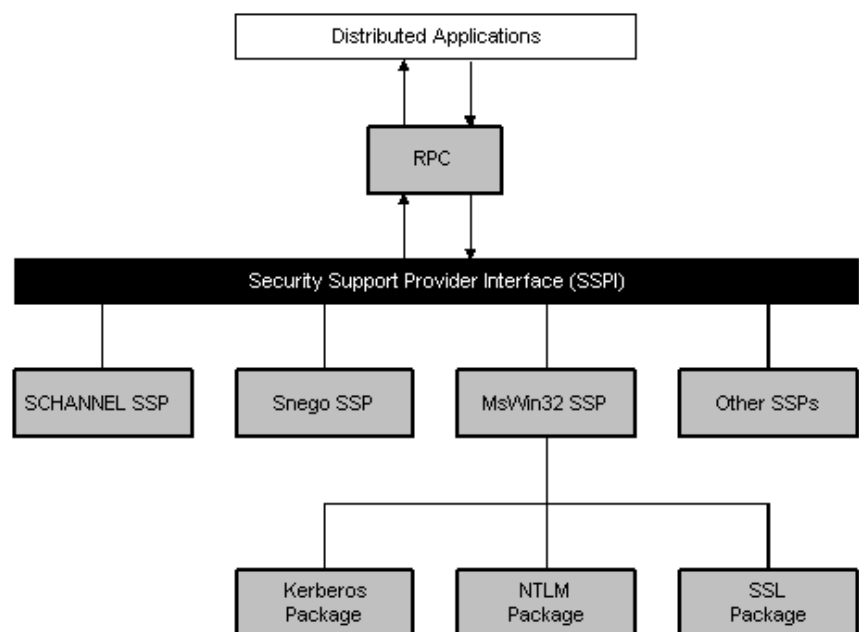 Distributed Applications
RPC
Security Support Provider Interface (SSPI)
SCHANNEL SSP
Snego SSP
MsWin32 SSP
Other SSPs
Kerberos
Package
NTLM
Package
SSL
Package